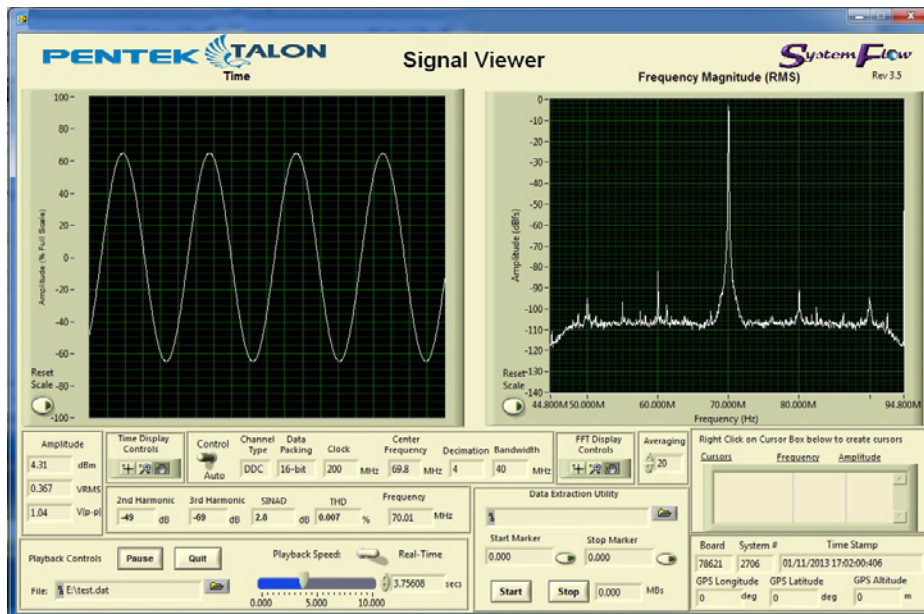 PENTEK TALON
Signal Viewer
SystemFlow
Rev 3.5
Time
Amplitude (% Full Scale)
100
80
60
40
20
0
-20
-40
-60
-80
-100
Reset
Scale
Frequency Magnitude (RMS)
Amplitude (dBfs)
0
-10
-20
-30
-40
-50
-60
-70
-80
-90
-100
-110
-120
-130
-140
Reset
Scale
44.800M 50.000M 60.000M 70.000M 80.000M 94.800M
Frequency (Hz)
Amplitude
4.31 dBm
0.367 VRMS
1.04 V(p-p)
Time Display
Controls
Control
Auto
Channel
Type
DDC
Data
Packing
16-bit
Clock
200 MHz
Center
Frequency
69.8 MHz
Decimation
4
Bandwidth
40 MHz
FFT Display
Controls
Averaging
20
2nd Harmonic
-49 dB
3rd Harmonic
-69 dB
SINAD
2.8 dB
THD
0.007 %
Frequency
70.01 MHz
Data Extraction Utility
Start Marker
0.000
Stop Marker
0.000
Start
Stop
0.000 MBs
Right Click on Cursor Box below to create cursors
Cursors Frequency Amplitude
Playback Controls
Pause
Quit
File: E:\test.dat
Playback Speed:
Real-Time
0.000 5.000 10.000
3.75608 secs
Board System # Time Stamp
78621 2706 01/11/2013 17:02:00:406
GPS Longitude GPS Latitude GPS Altitude
0 deg 0 deg 0 m